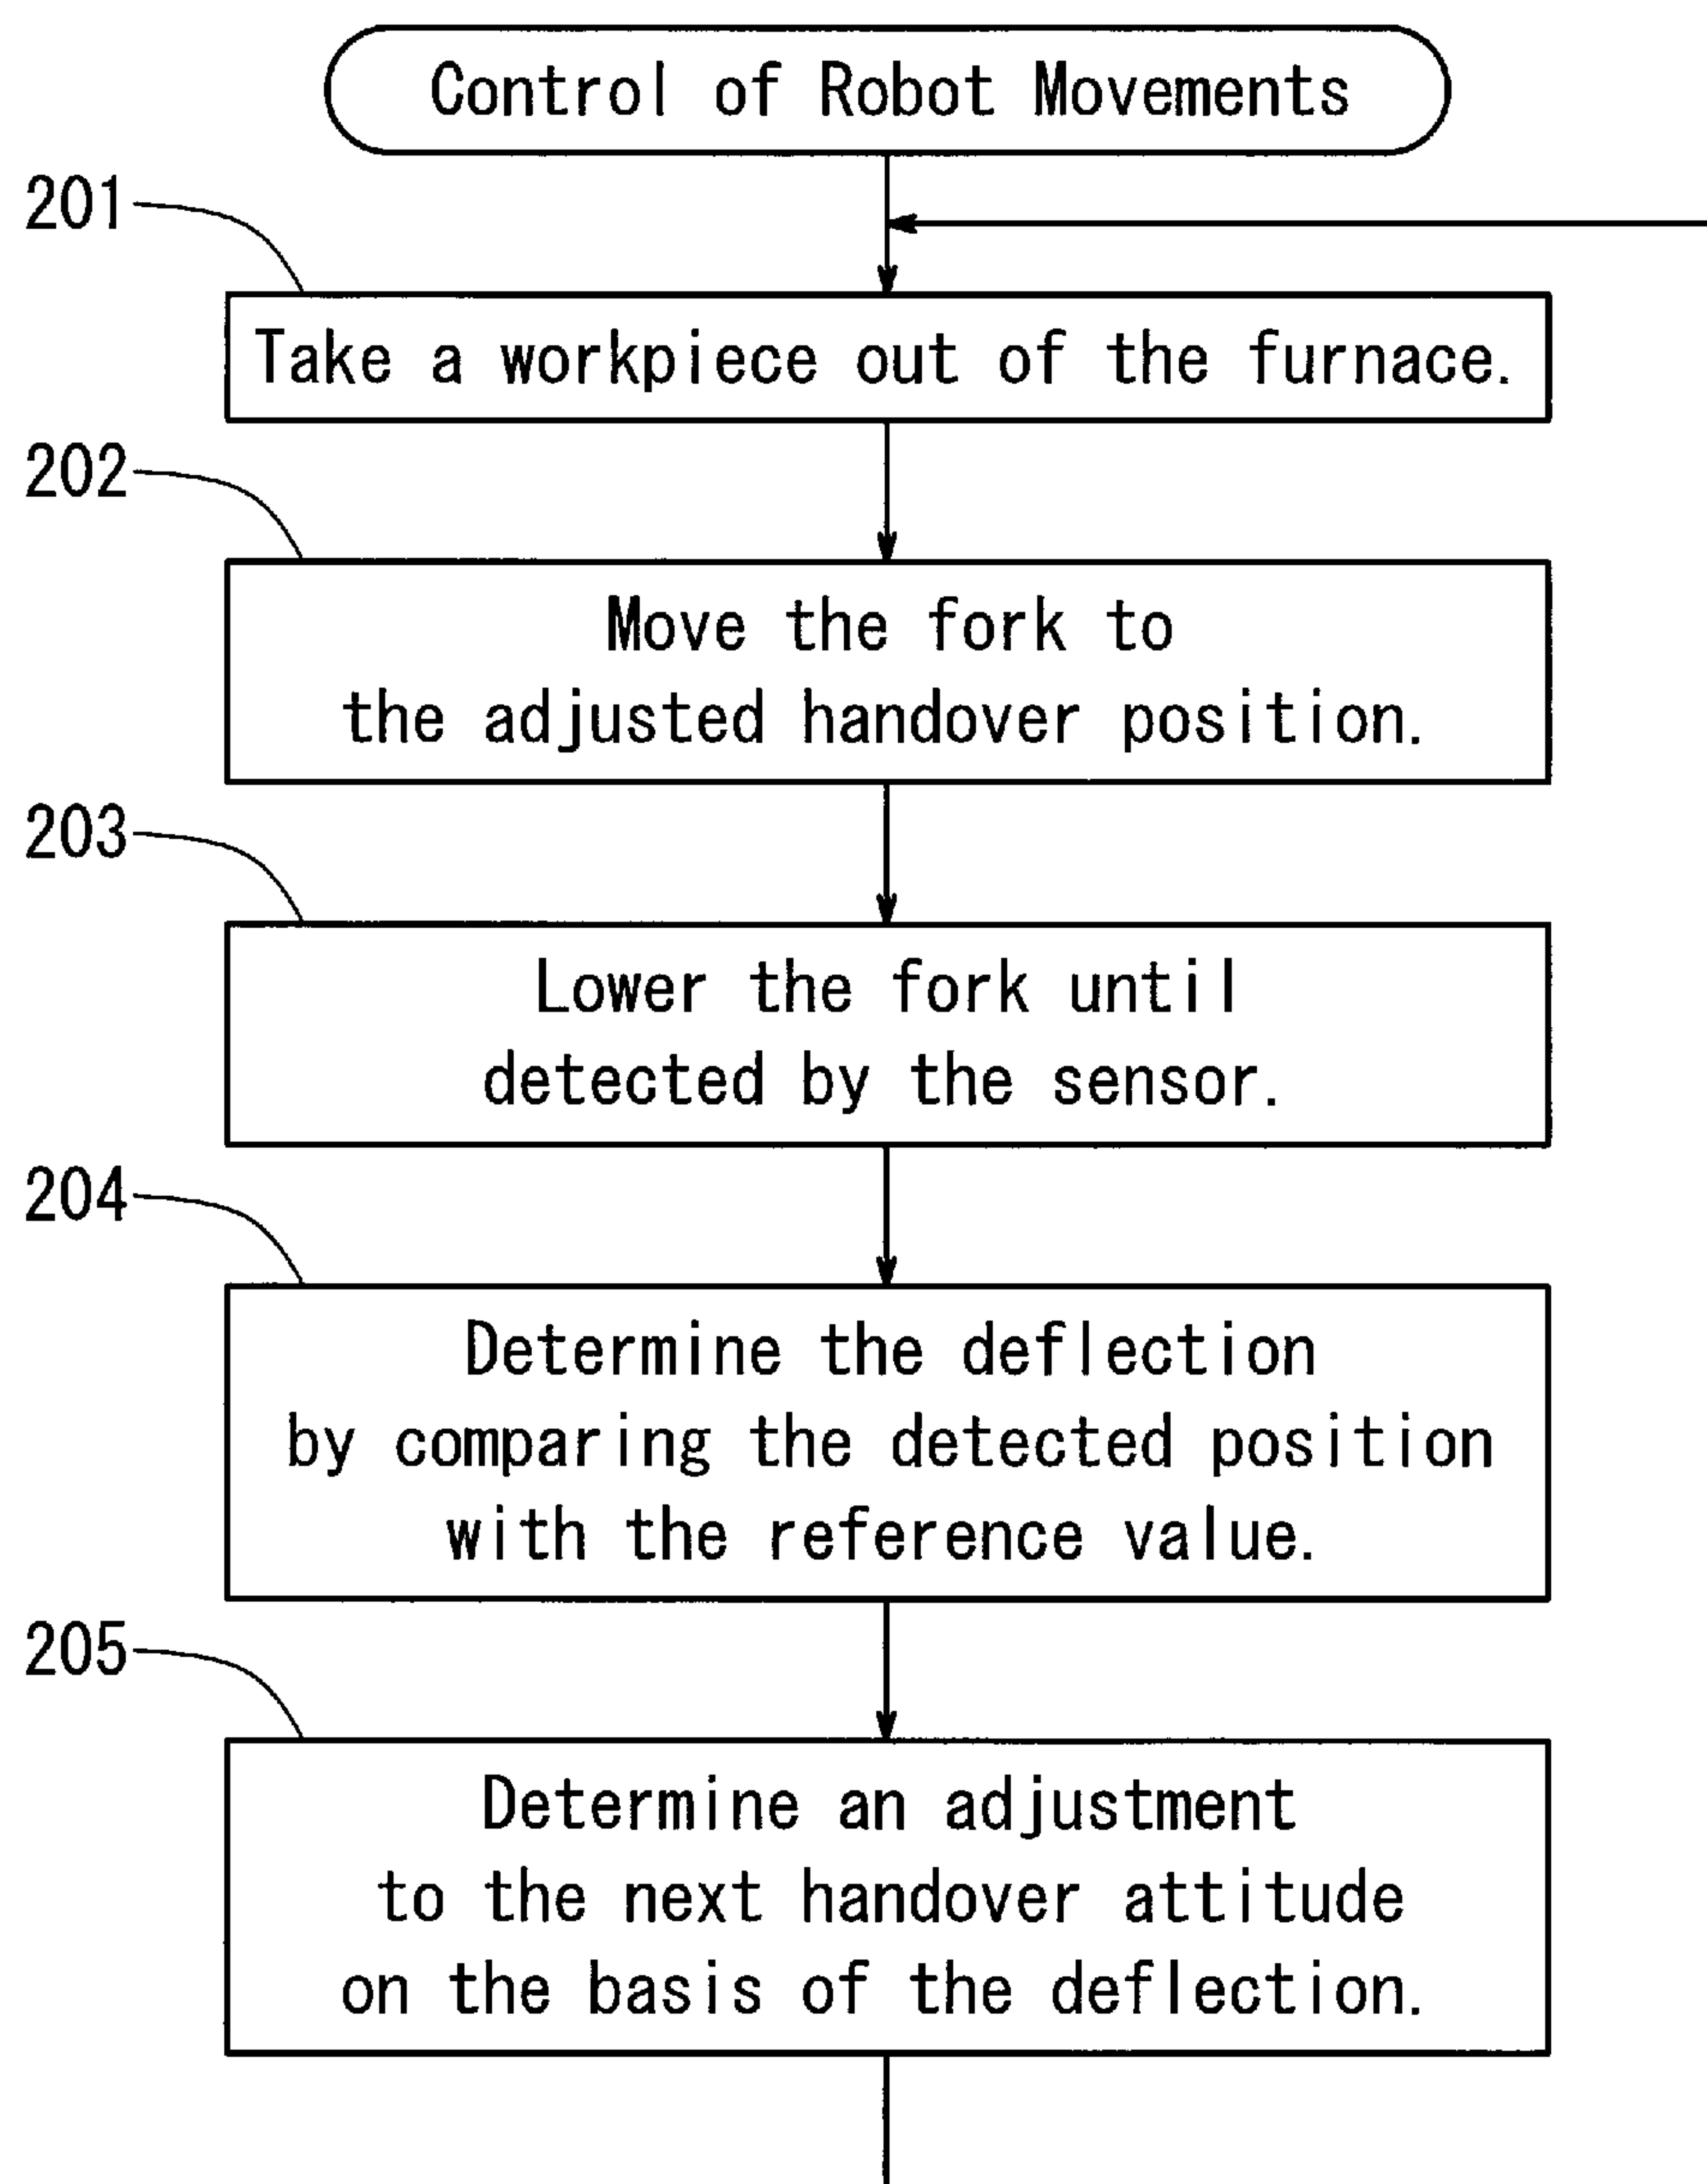 Control of Robot Movements
201
Take a workpiece out of the furnace.
202
Move the fork to
the adjusted handover position.
203
Lower the fork until
detected by the sensor.
204
Determine the deflection
by comparing the detected position
with the reference value.
205
Determine an adjustment
to the next handover attitude
on the basis of the deflection.